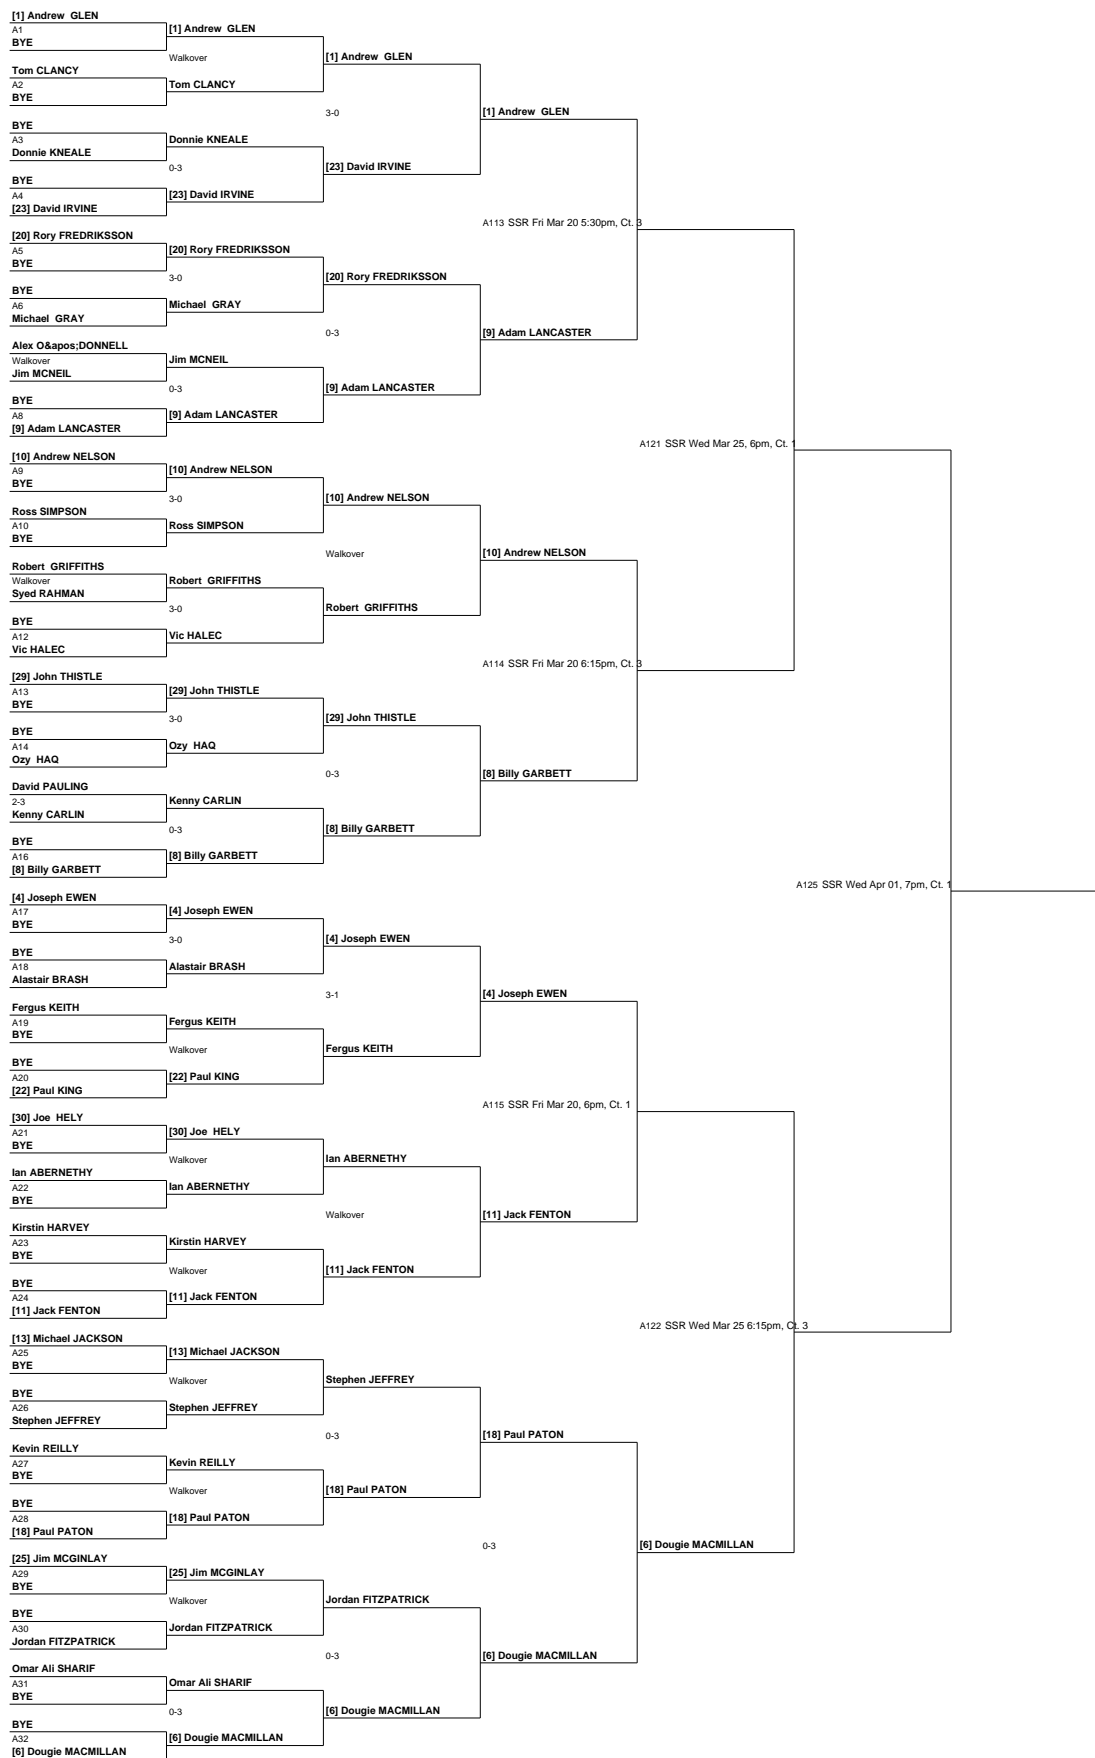 [1] Andrew  GLEN
A1
BYE
[1] Andrew  GLEN
Walkover
[1] Andrew  GLEN
Tom CLANCY
A2
BYE
Tom CLANCY
3-0
[1] Andrew  GLEN
BYE
A3
Donnie KNEALE
Donnie KNEALE
0-3
[23] David IRVINE
BYE
A4
[23] David IRVINE
[23] David IRVINE
A113 SSR Fri Mar 20 5:30pm, Ct. 3
[20] Rory FREDRIKSSON
A5
BYE
[20] Rory FREDRIKSSON
3-0
[20] Rory FREDRIKSSON
BYE
A6
Michael  GRAY
Michael  GRAY
0-3
[9] Adam LANCASTER
Alex O&apos;DONNELL
Walkover
Jim MCNEIL
Jim MCNEIL
0-3
[9] Adam LANCASTER
BYE
A8
[9] Adam LANCASTER
[9] Adam LANCASTER
A121 SSR Wed Mar 25, 6pm, Ct. 1
[10] Andrew NELSON
A9
BYE
[10] Andrew NELSON
3-0
[10] Andrew NELSON
Ross SIMPSON
A10
BYE
Ross SIMPSON
Walkover
[10] Andrew NELSON
Robert  GRIFFITHS
Walkover
Syed RAHMAN
Robert  GRIFFITHS
3-0
Robert  GRIFFITHS
BYE
A12
Vic HALEC
Vic HALEC
A114 SSR Fri Mar 20 6:15pm, Ct. 3
[29] John THISTLE
A13
BYE
[29] John THISTLE
3-0
[29] John THISTLE
BYE
A14
Ozy  HAQ
Ozy  HAQ
0-3
[8] Billy GARBETT
David PAULING
2-3
Kenny CARLIN
Kenny CARLIN
0-3
[8] Billy GARBETT
BYE
A16
[8] Billy GARBETT
[8] Billy GARBETT
A125 SSR Wed Apr 01, 7pm, Ct. 1
[4] Joseph EWEN
A17
BYE
[4] Joseph EWEN
3-0
[4] Joseph EWEN
BYE
A18
Alastair BRASH
Alastair BRASH
3-1
[4] Joseph EWEN
Fergus KEITH
A19
BYE
Fergus KEITH
Walkover
Fergus KEITH
BYE
A20
[22] Paul KING
[22] Paul KING
A115 SSR Fri Mar 20, 6pm, Ct. 1
[30] Joe  HELY
A21
BYE
[30] Joe  HELY
Walkover
Ian ABERNETHY
Ian ABERNETHY
A22
BYE
Ian ABERNETHY
Walkover
[11] Jack FENTON
Kirstin HARVEY
A23
BYE
Kirstin HARVEY
Walkover
[11] Jack FENTON
BYE
A24
[11] Jack FENTON
[11] Jack FENTON
A122 SSR Wed Mar 25 6:15pm, Ct. 3
[13] Michael JACKSON
A25
BYE
[13] Michael JACKSON
Walkover
Stephen JEFFREY
BYE
A26
Stephen JEFFREY
Stephen JEFFREY
0-3
[18] Paul PATON
Kevin REILLY
A27
BYE
Kevin REILLY
Walkover
[18] Paul PATON
BYE
A28
[18] Paul PATON
[18] Paul PATON
0-3
[6] Dougie MACMILLAN
[25] Jim MCGINLAY
A29
BYE
[25] Jim MCGINLAY
Walkover
Jordan FITZPATRICK
BYE
A30
Jordan FITZPATRICK
Jordan FITZPATRICK
0-3
[6] Dougie MACMILLAN
Omar Ali SHARIF
A31
BYE
Omar Ali SHARIF
0-3
[6] Dougie MACMILLAN
BYE
A32
[6] Dougie MACMILLAN
[6] Dougie MACMILLAN